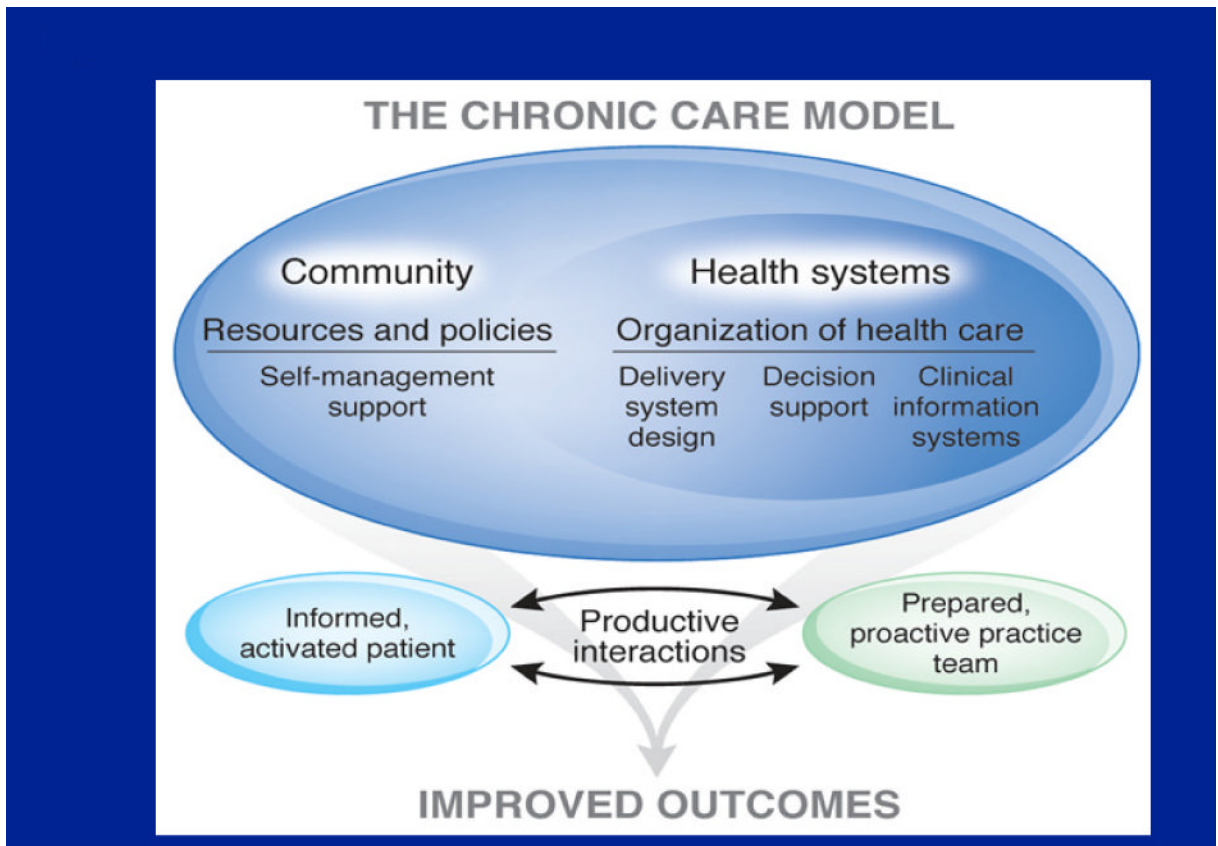 THE CHRONIC CARE MODEL
Community
Resources and policies
Self-management
support
Health systems
Organization of health care
Delivery
system
design
Decision
support
Clinical
information
systems
Informed,
activated patient
Productive
interactions
Prepared,
proactive practice
team
IMPROVED OUTCOMES